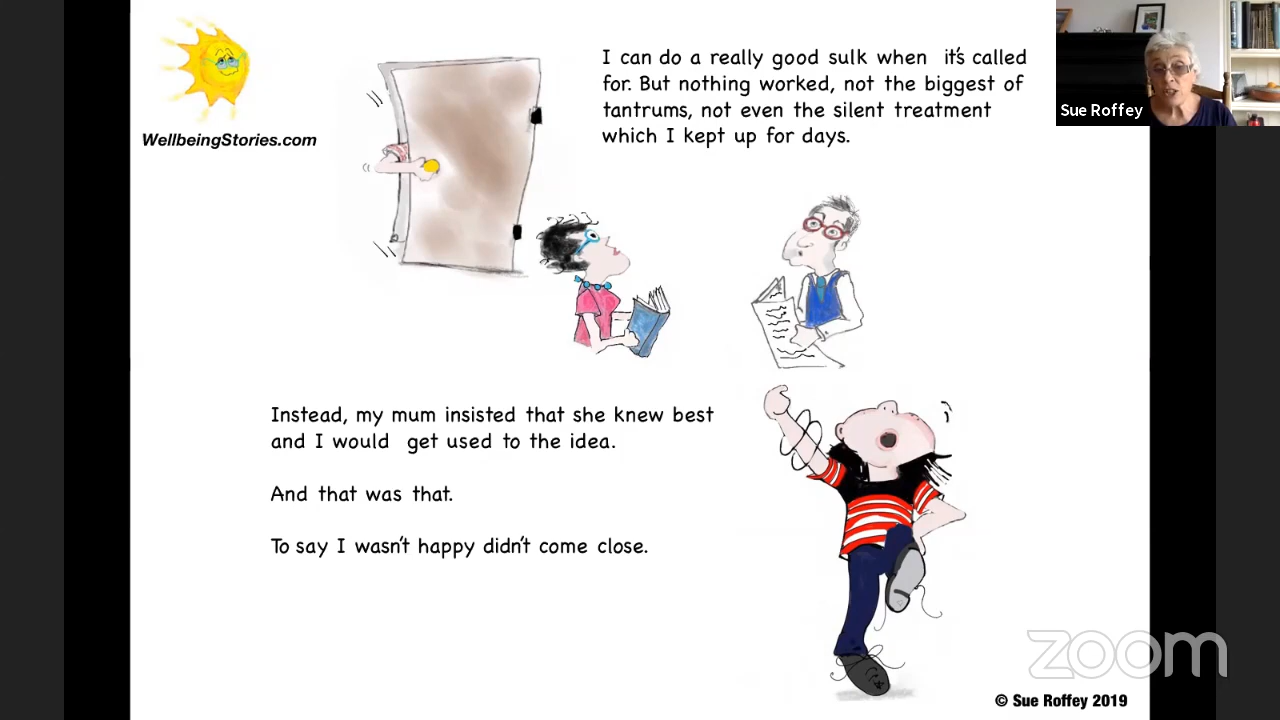 WellbeingStories.com
I can do a really good sulk when it's called
for. But nothing worked, not the biggest of
tantrums, not even the silent treatment
which I kept up for days.
Sue Roffey
Instead, my mum insisted that she knew best
and I would get used to the idea.
And that was that.
To say I wasn't happy didn't come close.
zoom
© Sue Roffey 2019